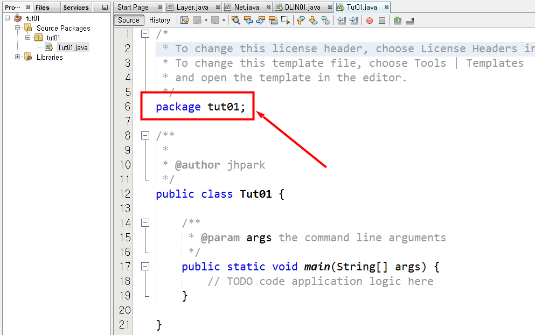 Pro... Files Services
tut01
Source Packages
tut01
Tut01.java
Libraries
Start Page Layer.java Net.java DLIN01.java Tut01.java
Source History
1 /*
2 * To change this license header, choose License Headers in
3 * To change this template file, choose Tools | Templates
4 * and open the template in the editor.
5 */
6 package tut01;
7
8 /**
9 *
10 * @author jhpark
11 */
12 public class Tut01 {
13
14 /**
15 * @param args the command line arguments
16 */
17 public static void main(String[] args) {
18 // TODO code application logic here
19 }
20
21 }